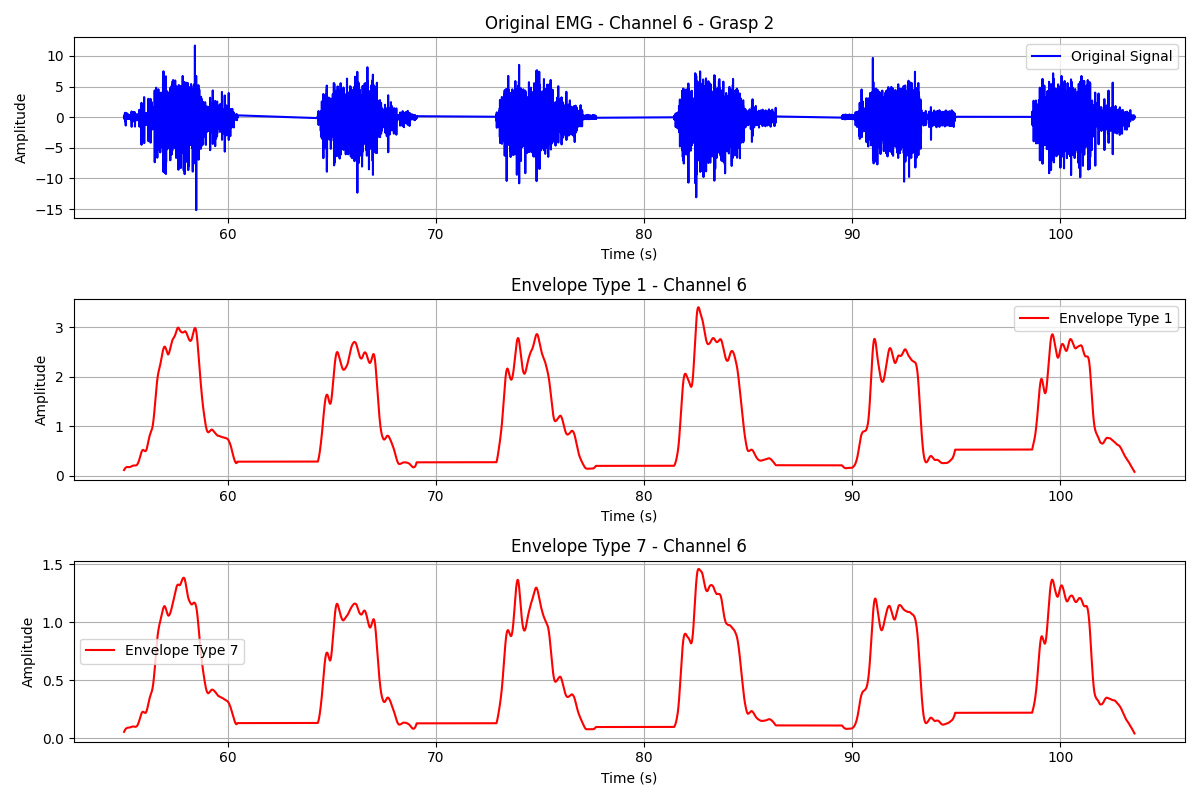 Original EMG - Channel 6 - Grasp 2
Original Signal
Amplitude
10
5
0
−5
−10
−15
60
70
80
90
100
Time (s)
Envelope Type 1 - Channel 6
Envelope Type 1
Amplitude
3
2
1
0
60
70
80
90
100
Time (s)
Envelope Type 7 - Channel 6
Envelope Type 7
Amplitude
1.5
1.0
0.5
0.0
60
70
80
90
100
Time (s)